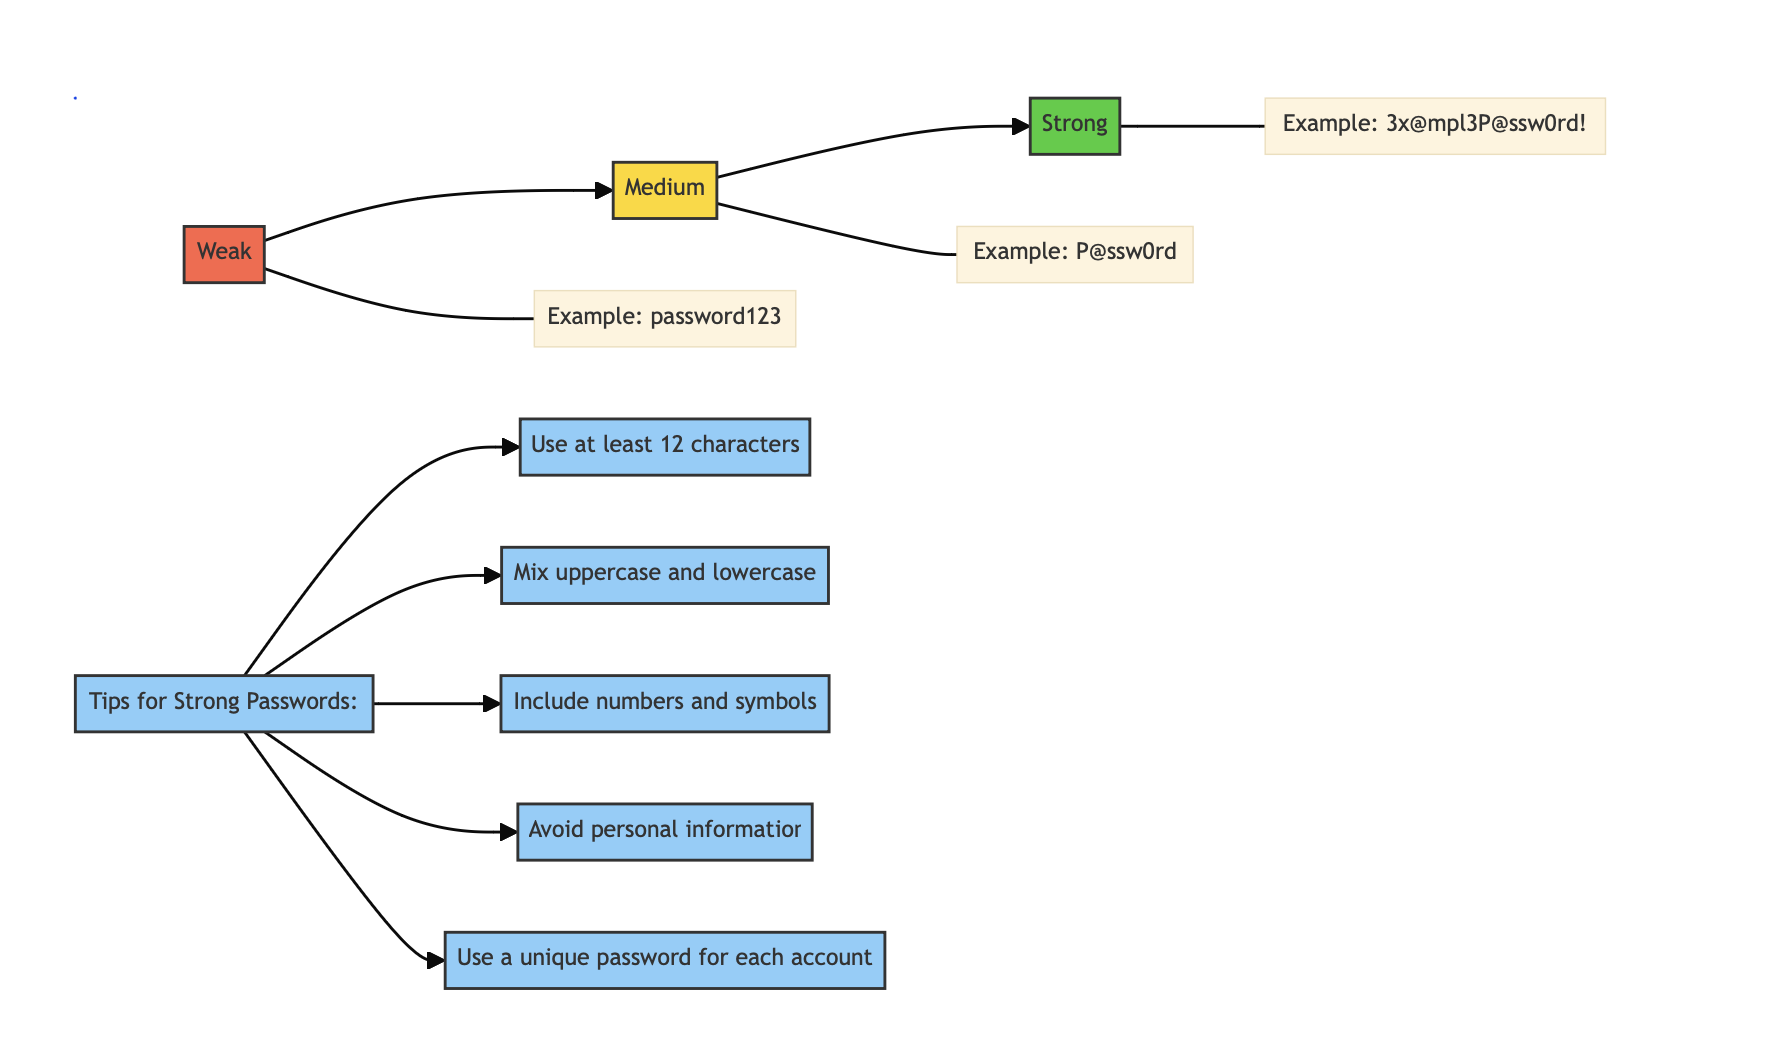 Strong
Example: 3x@mpl3P@ssw0rd!
Medium
Example: P@ssw0rd
Weak
Example: password123
Use at least 12 characters
Mix uppercase and lowercase
Tips for Strong Passwords:
Include numbers and symbols
Avoid personal information
Use a unique password for each account